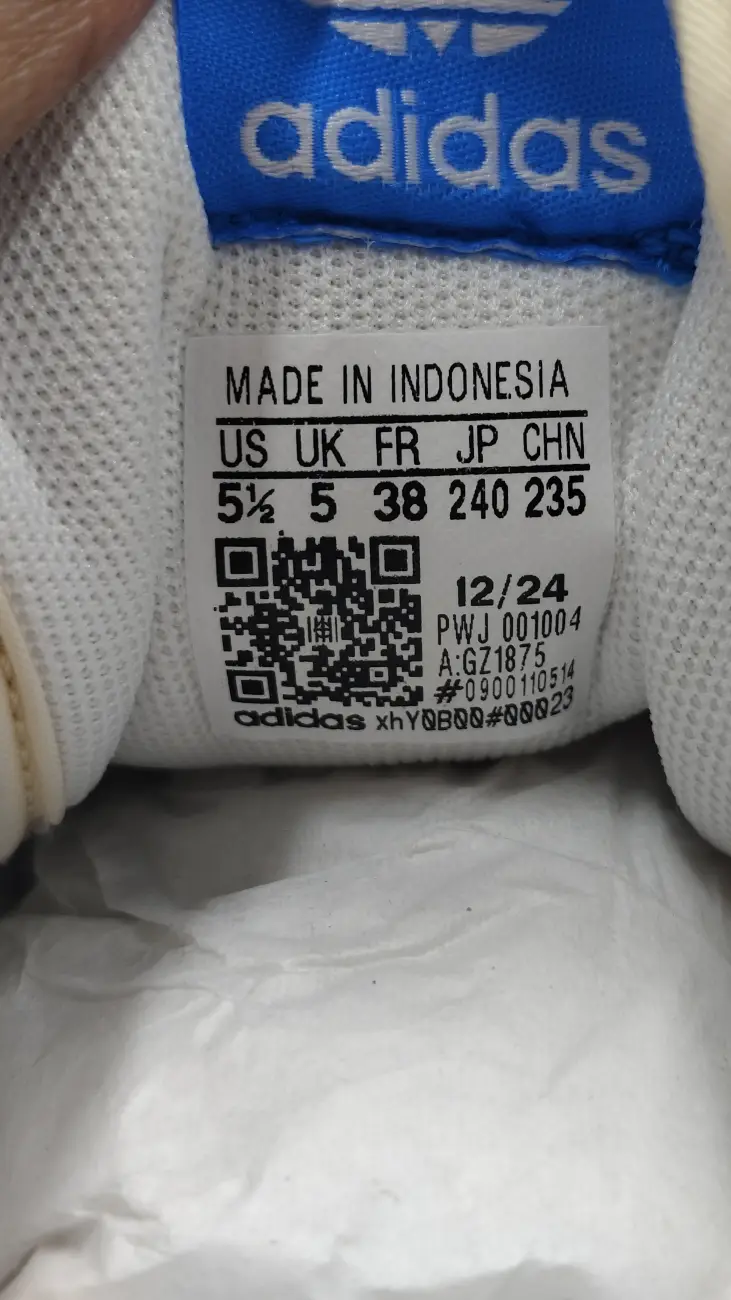 adidas
MADE IN INDONESIA
US UK FR JP CHN
5½ 5 38 240 235
12/24
PWJ 001004
A:GZ1875
#0900110514
adidas xhY0B00#00023